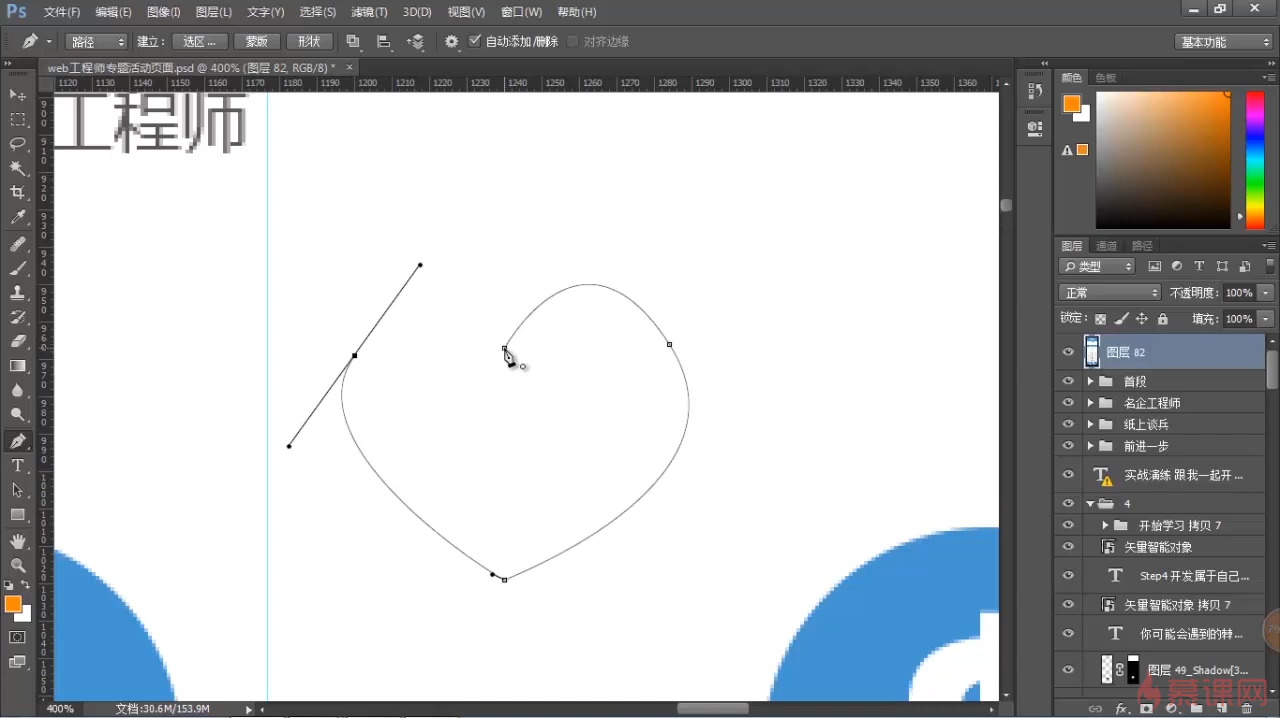 Ps 文件(F) 编辑(E) 图像(I) 图层(L) 文字(Y) 选择(S) 滤镜(T) 3D(D) 视图(V) 窗口(W) 帮助(H)
路径 建立: 选区... 蒙版 形状 自动添加/删除 对齐边缘 基本功能
web工程师专题活动页面.psd @ 400% (图层 82, RGB/8) * ×
1120 1130 1140 1150 1160 1170 1180 1190 1200 1210 1220 1230 1240 1250 1260 1270 1280 1290 1300 1310 1320 1330 1340 1350 1360
工程师
颜色 色板
图层 通道 路径
类型
正常 不透明度: 100%
锁定: 填充: 100%
图层 82
首段
名企工程师
纸上谈兵
前进一步
T 实战演练 跟我一起开 ...
4
开始学习 拷贝 7
矢量智能对象
T Step4 开发属于自己...
矢量智能对象 拷贝 7
T 你可能会遇到的棘...
图层 49_Shadow[3...
慕课网
400% 文档:30.6M/153.9M